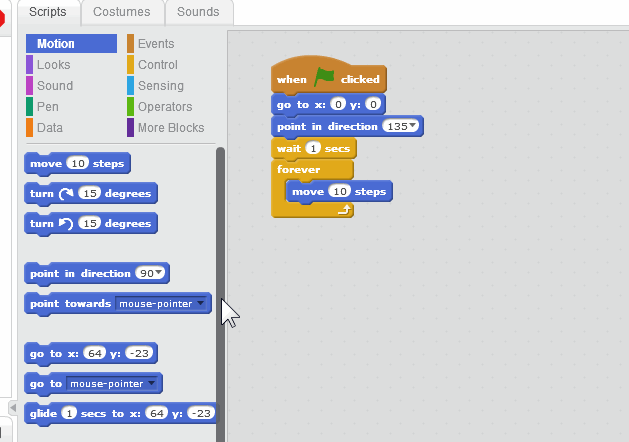 Scripts Costumes Sounds
Motion Events
Looks Control
Sound Sensing
Pen Operators
Data More Blocks
move 10 steps
turn 15 degrees
turn 15 degrees
point in direction 90
point towards mouse-pointer
go to x: 64 y: -23
go to mouse-pointer
glide 1 secs to x: 64 y: -23
when clicked
go to x: 0 y: 0
point in direction 135
wait 1 secs
forever
move 10 steps